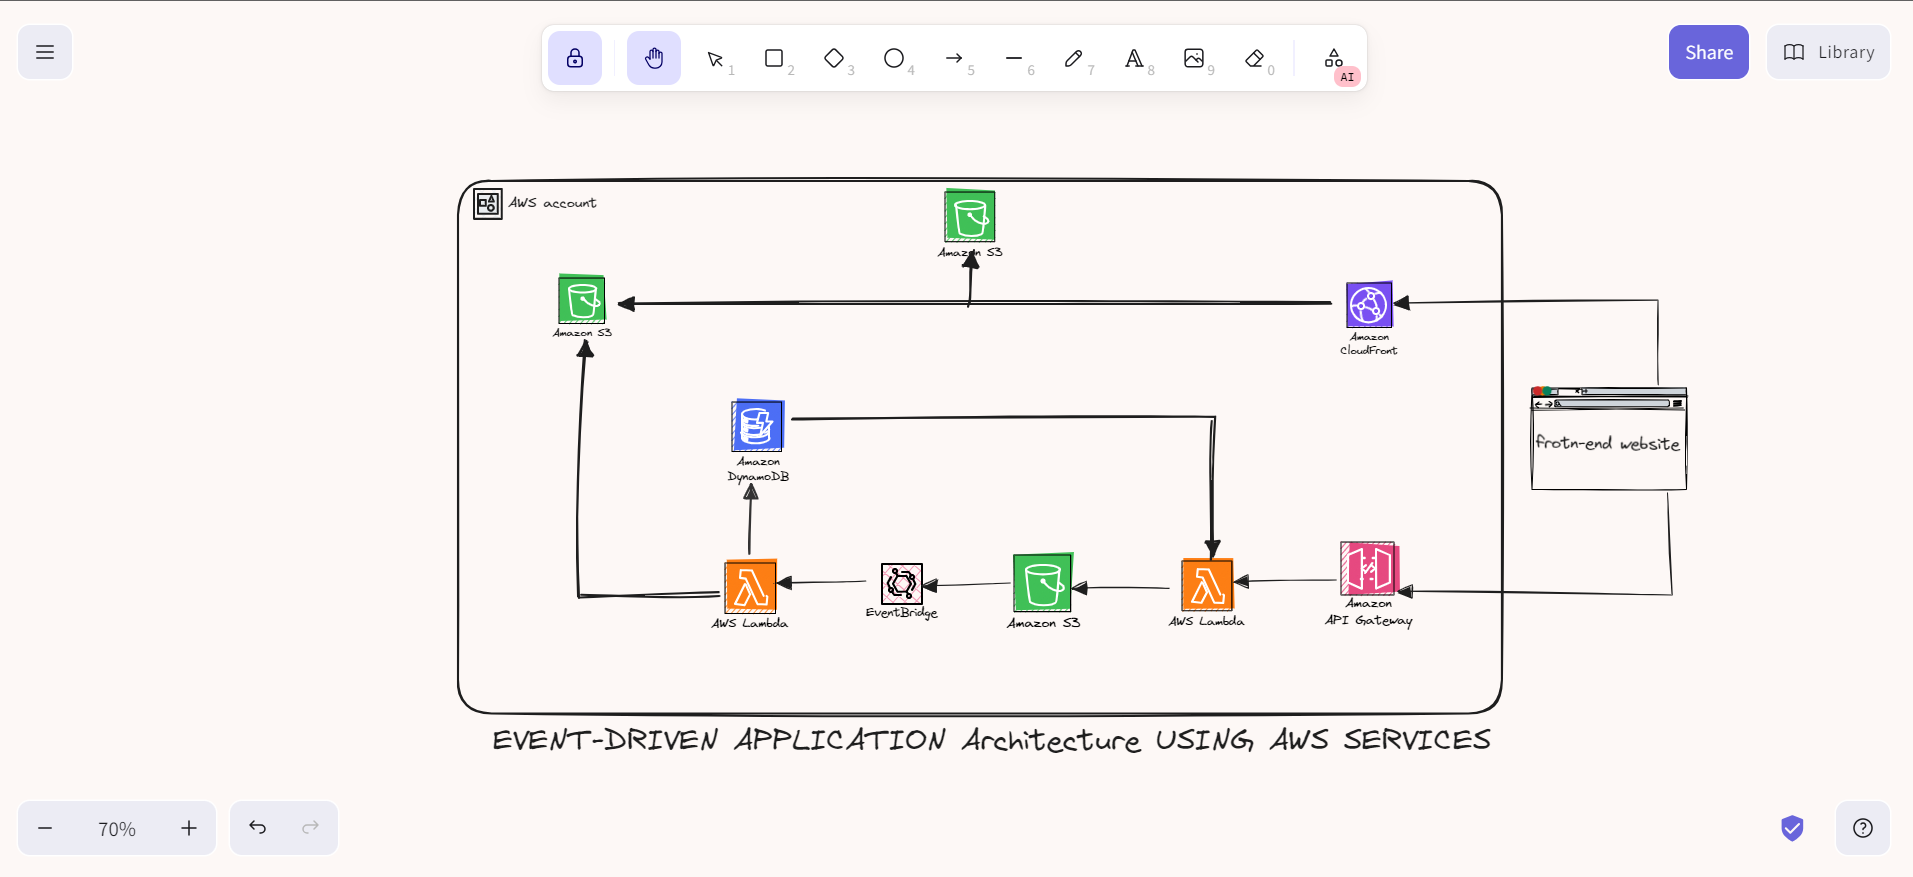 1
2
3
4
5
6
7
8
9
0
AI
Share
Library
AWS account
Amazon S3
Amazon S3
Amazon
CloudFront
frotn-end website
Amazon
DynamoDB
AWS Lambda
EventBridge
Amazon S3
AWS Lambda
Amazon
API Gateway
EVENT-DRIVEN APPLICATION Architecture USING AWS SERVICES
70%